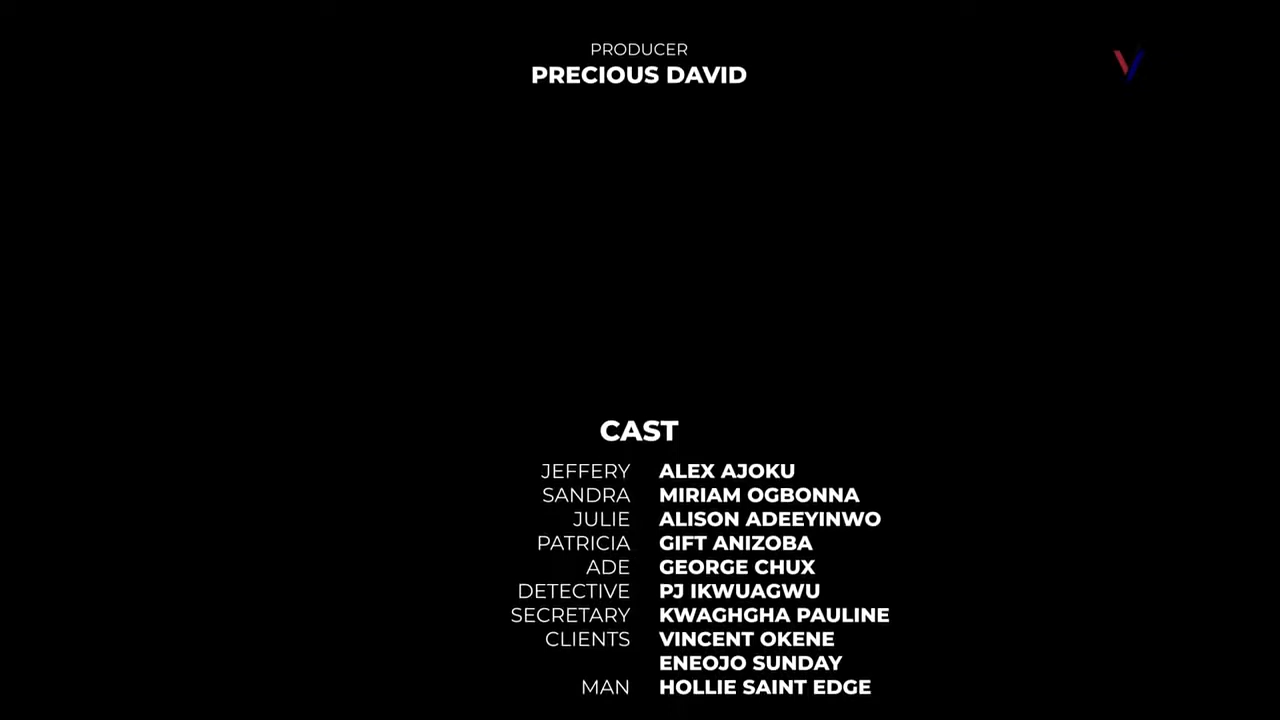 PRODUCER
PRECIOUS DAVID
CAST
JEFFERY ALEX AJOKU
SANDRA MIRIAM OGBONNA
JULIE ALISON ADEEYINWO
PATRICIA GIFT ANIZOBA
ADE GEORGE CHUX
DETECTIVE PJ IKWUAGWU
SECRETARY KWAGHGHA PAULINE
CLIENTS VINCENT OKENE
ENEOJO SUNDAY
MAN HOLLIE SAINT EDGE